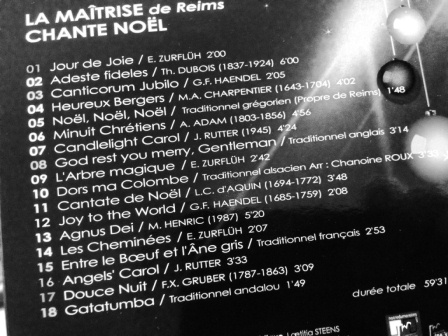 LA MAÎTRISE de Reims
CHANTE NOËL
01 Jour de Joie / E. ZURFLÜH 2'00
02 Adeste fideles / Th. DUBOIS (1837-1924) 6'00
03 Canticorum Jubilo / G.F. HAENDEL 2'05
04 Heureux Bergers / M.A. CHARPENTIER (1643-1704) 4'02
05 Noël, Noël, Noël / Traditionnel grégorien (Propre de Reims) 1'48
06 Minuit Chrétiens / A. ADAM (1803-1856) 4'56
07 Candlelight Carol / J. RUTTER (1945) 4'24
08 God rest you merry, Gentleman / Traditionnel anglais 3'14
09 L'Arbre magique / E. ZURFLÜH 2'42
10 Dors ma Colombe / Traditionnel alsacien Arr : Chanoine ROUX 3'33
11 Cantate de Noël / L.C. d'AQUIN (1694-1772) 3'48
12 Joy to the World / G.F. HAENDEL (1685-1759) 2'08
13 Agnus Dei / M. HENRIC (1987) 5'20
14 Les Cheminées / E. ZURFLÜH 2'07
15 Entre le Bœuf et l'Âne gris / Traditionnel français 2'53
16 Angels' Carol / J. RUTTER 3'33
17 Douce Nuit / F.X. GRUBER (1787-1863) 3'09
18 Gatatumba / Traditionnel andalou 1'49
durée totale 59'31
Lætitia STEENS